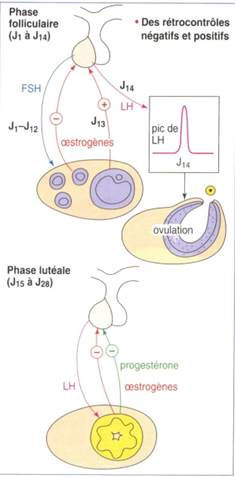 Phase
folliculaire
(J1 à J14)
• Des rétrocontrôles
négatifs et positifs
FSH
J14
LH
–
+
J1–J12
J13
œstrogènes
pic de
LH
J14
ovulation
Phase lutéale
(J15 à J28)
–
–
progestérone
LH
œstrogènes